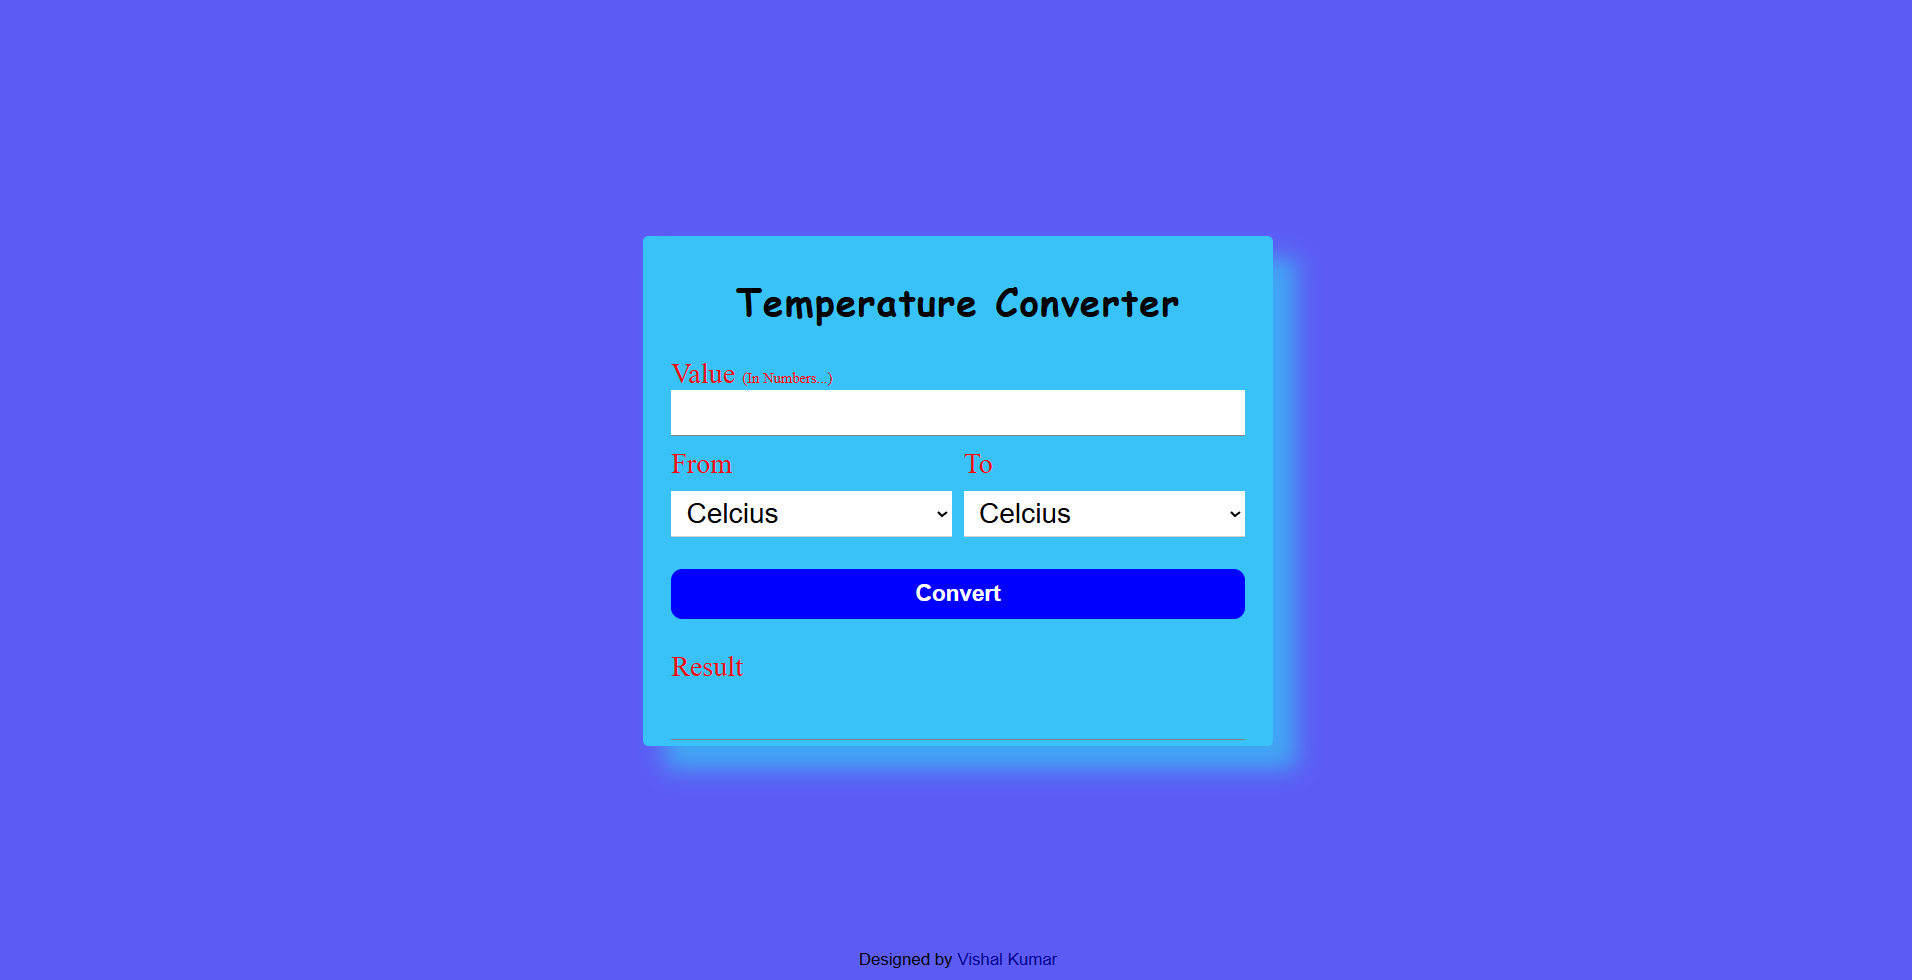 Temperature Converter
Value (In Numbers...)
From To
Celcius Celcius
Convert
Result
Designed by Vishal Kumar